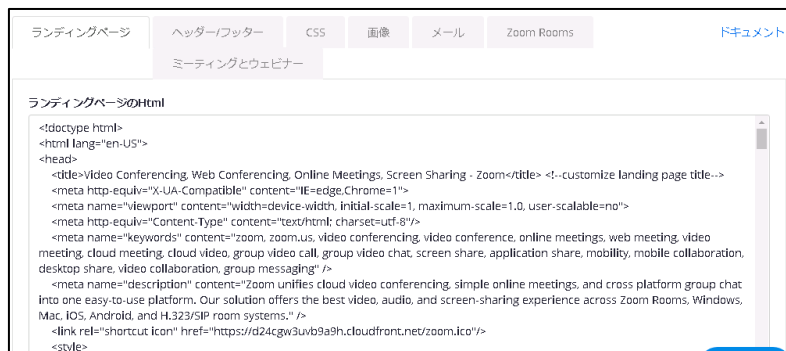 ランディングページ ヘッダー/フッター CSS 画像 メール Zoom Rooms ドキュメント
ミーティングとウェビナー
ランディングページのHtml
<!doctype html>
<html lang="en-US">
<head>
<title>Video Conferencing, Web Conferencing, Online Meetings, Screen Sharing - Zoom</title> <!--customize landing page title-->
<meta http-equiv="X-UA-Compatible" content="IE=edge,Chrome=1">
<meta name="viewport" content="width=device-width, initial-scale=1, maximum-scale=1.0, user-scalable=no">
<meta http-equiv="Content-Type" content="text/html; charset=utf-8"/>
<meta name="keywords" content="zoom, zoom.us, video conferencing, video conference, online meetings, web meeting, video
meeting, cloud meeting, cloud video, group video call, group video chat, screen share, application share, mobility, mobile collaboration,
desktop share, video collaboration, group messaging" />
<meta name="description" content="Zoom unifies cloud video conferencing, simple online meetings, and cross platform group chat
into one easy-to-use platform. Our solution offers the best video, audio, and screen-sharing experience across Zoom Rooms, Windows,
Mac, iOS, Android, and H.323/SIP room systems." />
<link rel="shortcut icon" href="https://d24cgw3uvb9a9h.cloudfront.net/zoom.ico"/>
<style>